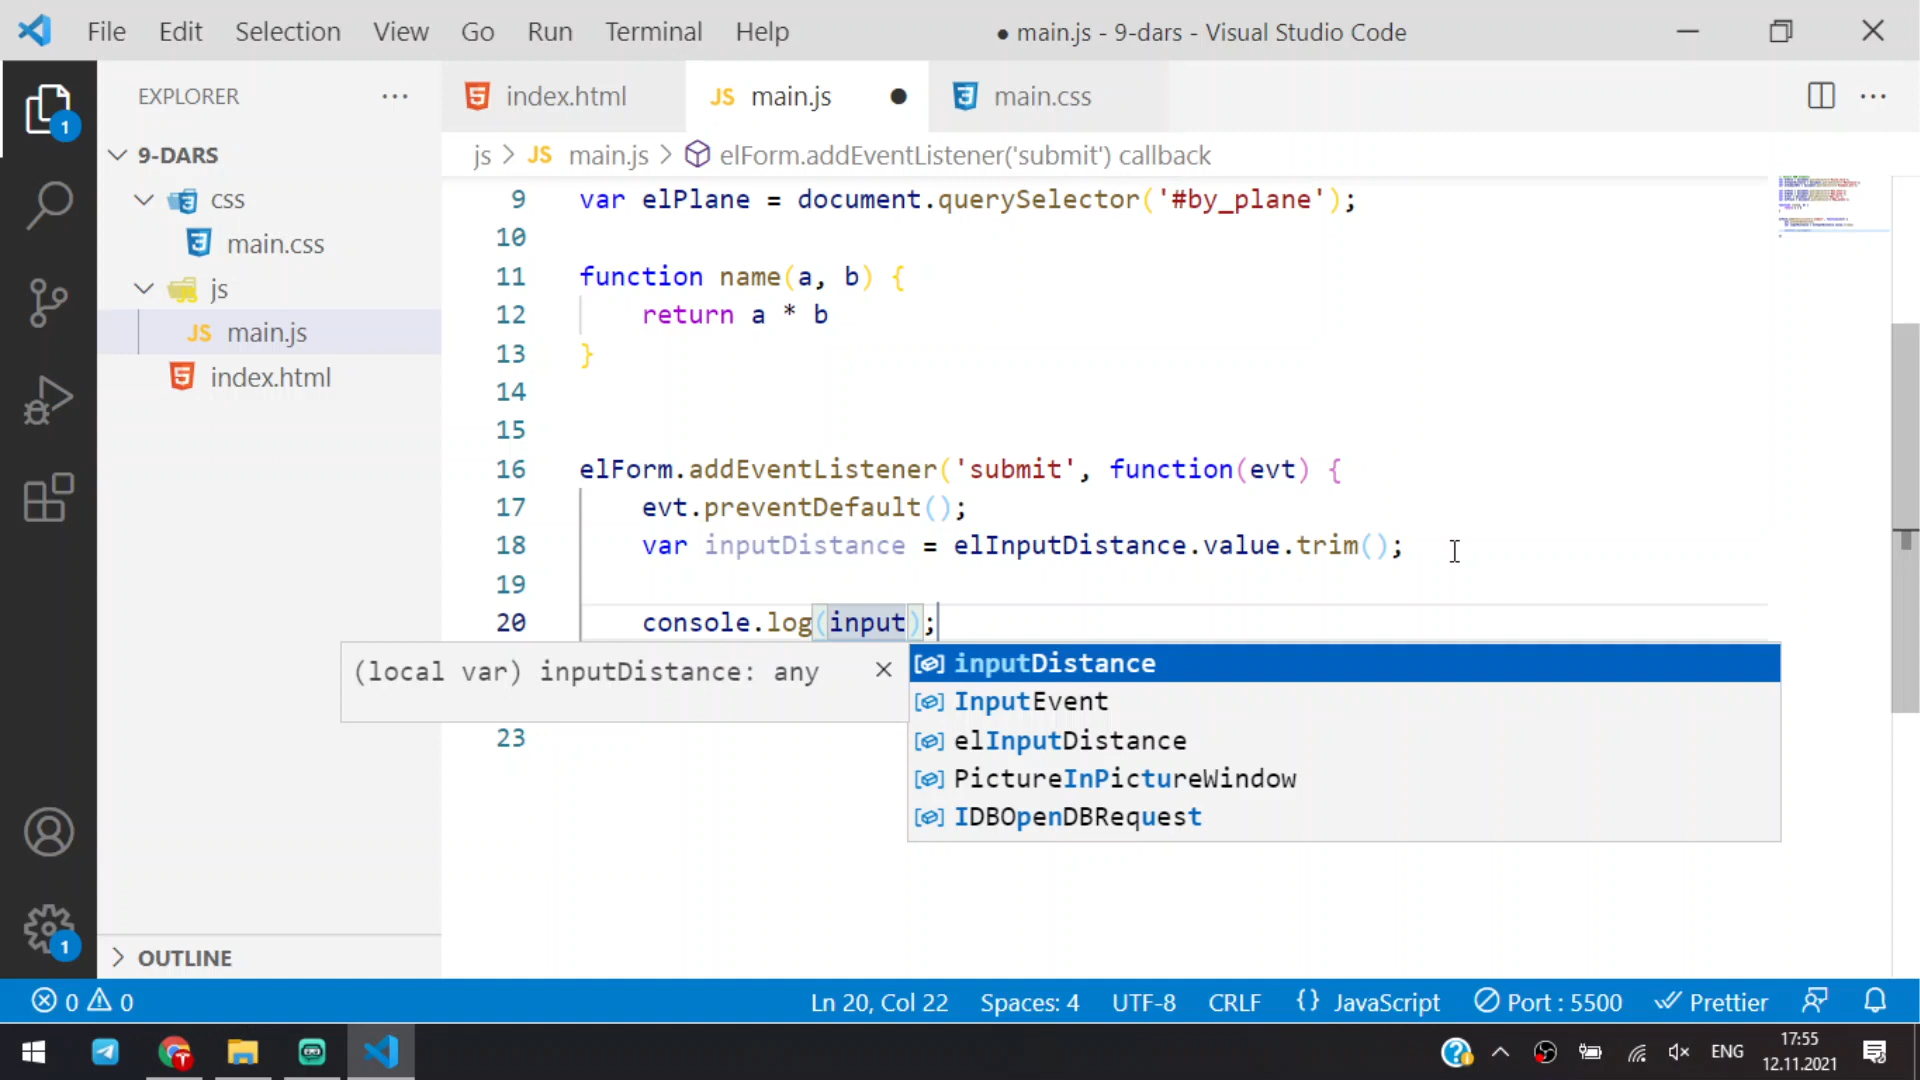 File Edit Selection View Go Run Terminal Help
● main.js - 9-dars - Visual Studio Code
EXPLORER
index.html
JS main.js
main.css
js > JS main.js > elForm.addEventListener('submit') callback
9-DARS
css
main.css
js
JS main.js
index.html
OUTLINE
9 var elPlane = document.querySelector('#by_plane');
10
11 function name(a, b) {
12 return a * b
13 }
14
15
16 elForm.addEventListener('submit', function(evt) {
17 evt.preventDefault();
18 var inputDistance = elInputDistance.value.trim();
19
20 console.log(input);
(local var) inputDistance: any
inputDistance
InputEvent
elInputDistance
PictureInPictureWindow
IDBOpenDBRequest
23
1
1
0 0
Ln 20, Col 22
Spaces: 4
UTF-8
CRLF
{} JavaScript
Port : 5500
Prettier
ENG
17:55
12.11.2021